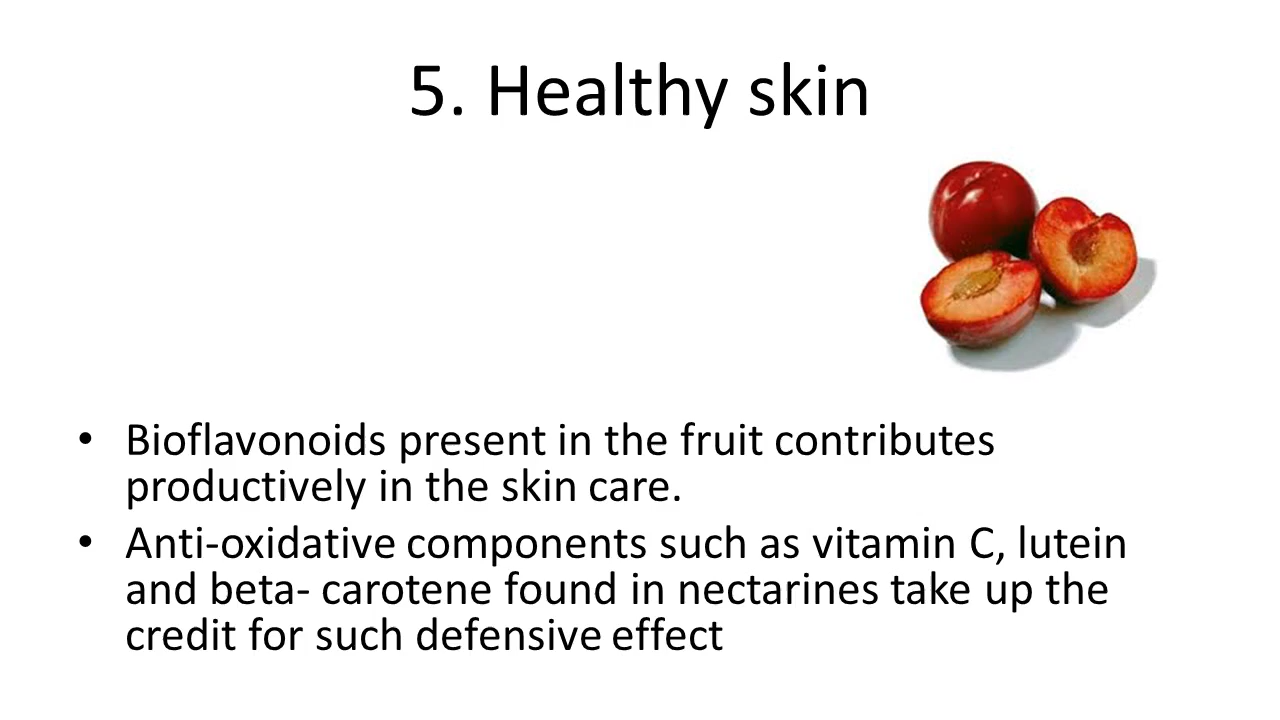 5. Healthy skin
• Bioflavonoids present in the fruit contributes
productively in the skin care.
• Anti-oxidative components such as vitamin C, lutein
and beta- carotene found in nectarines take up the
credit for such defensive effect